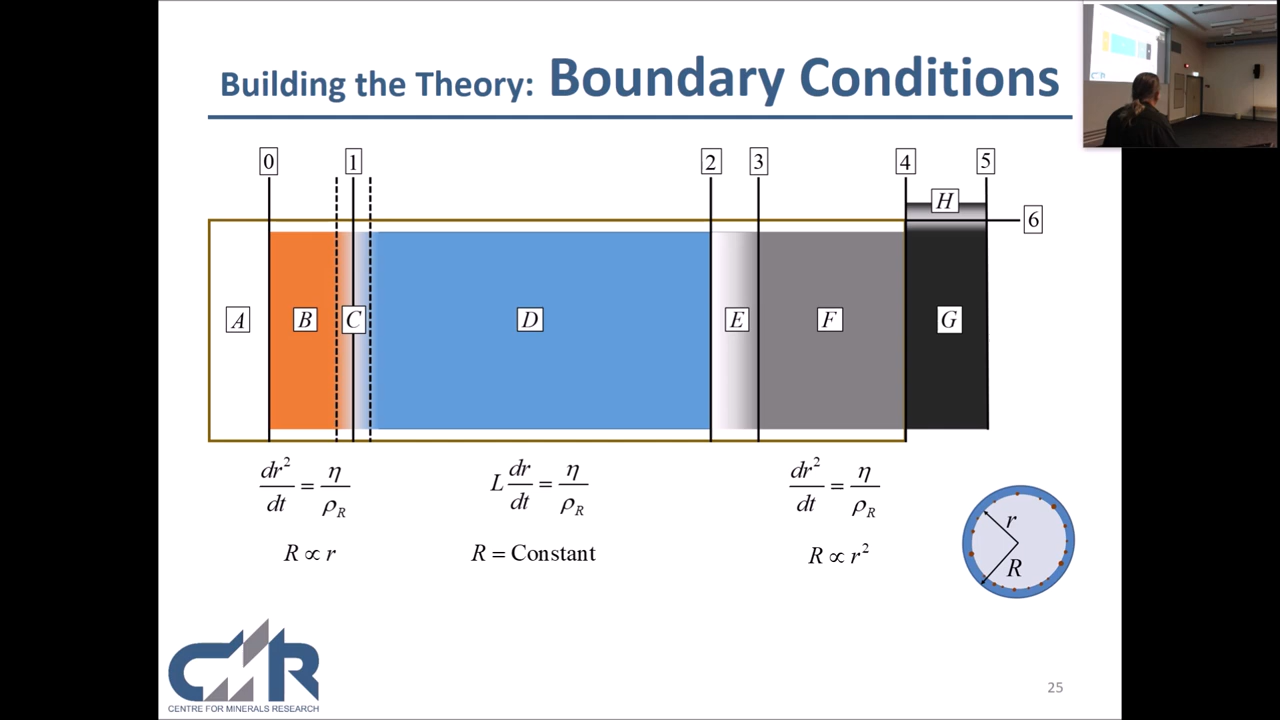 Building the Theory: Boundary Conditions
0 1 2 3 4 5
H
6
A B C D E F G
dr²/dt = η/ρ_R
L dr/dt = η/ρ_R
dr²/dt = η/ρ_R
R ∝ r
R = Constant
R ∝ r²
r
R
CMR
CENTRE FOR MINERALS RESEARCH
25